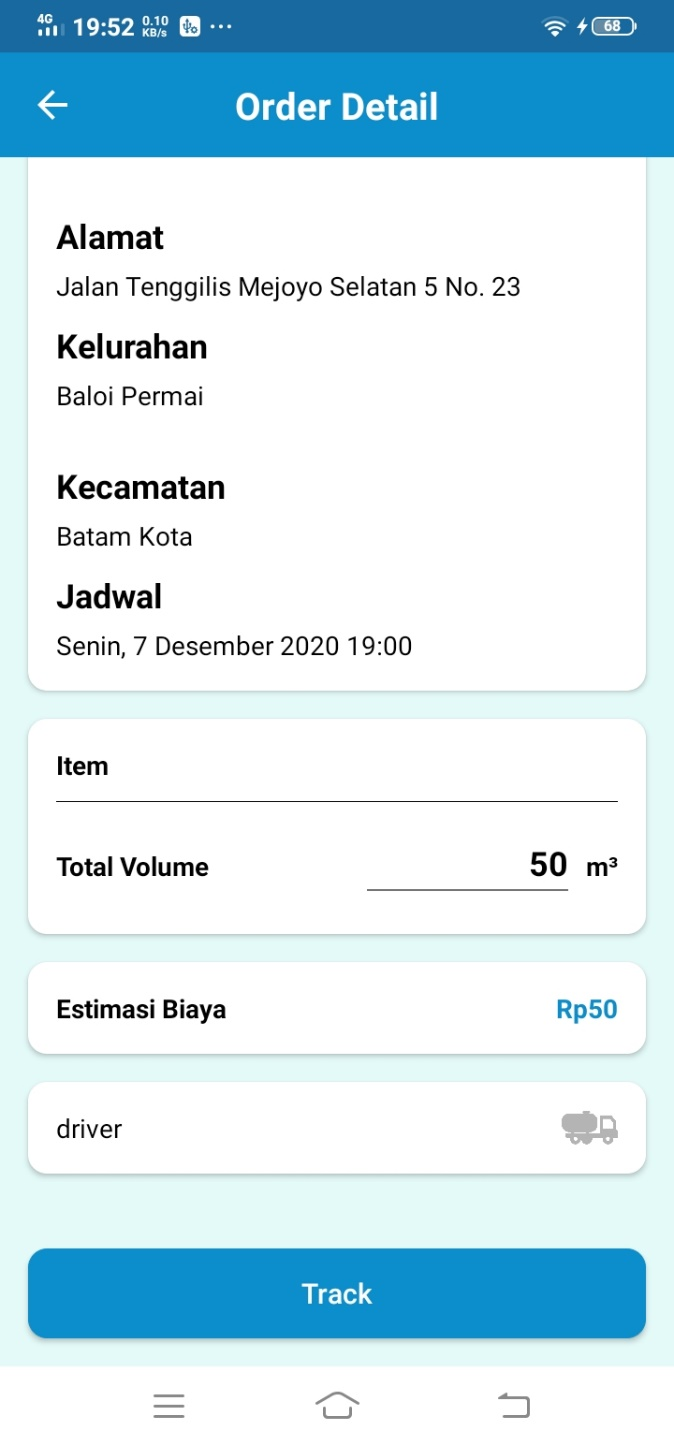 4G 19:52 0.10 KB/s ... 68
Order Detail
Alamat
Jalan Tenggilis Mejoyo Selatan 5 No. 23
Kelurahan
Baloi Permai
Kecamatan
Batam Kota
Jadwal
Senin, 7 Desember 2020 19:00
Item
Total Volume 50 m³
Estimasi Biaya Rp50
driver
Track